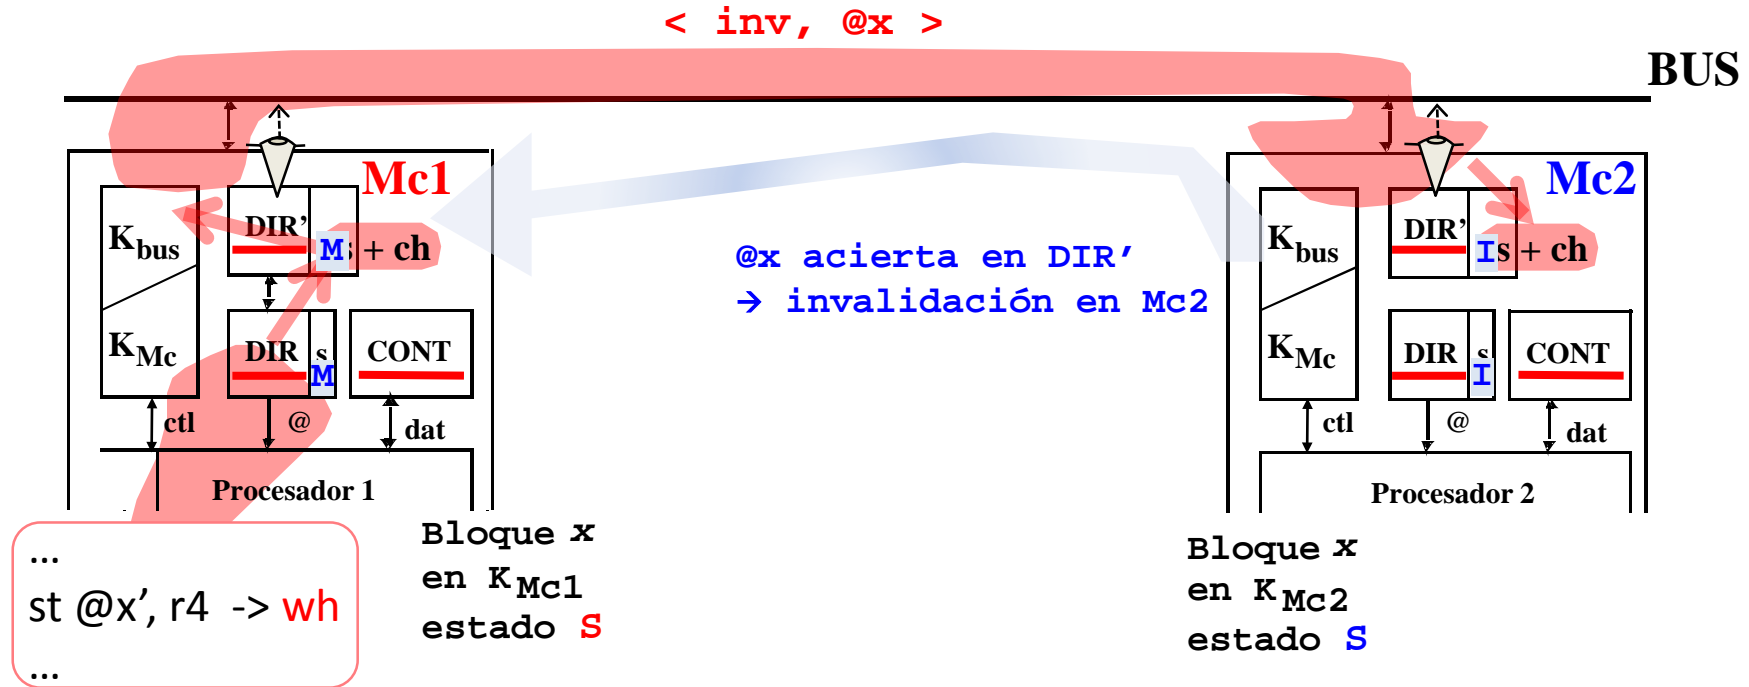 < inv, @x >
BUS
Mc1
Kbus
DIR’
Ms + ch
KMc
DIR
s
M
CONT
ctl
@
dat
Procesador 1
...
st @x’, r4 -> wh
...
Bloque x
en KMc1
estado S
@x acierta en DIR’
→ invalidación en Mc2
Mc2
Kbus
DIR’
Is + ch
KMc
DIR
s
I
CONT
ctl
@
dat
Procesador 2
Bloque x
en KMc2
estado S